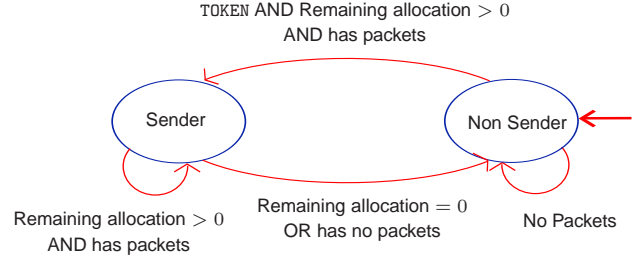 TOKEN AND Remaining allocation > 0
AND has packets
Sender
Non Sender
Remaining allocation > 0
AND has packets
Remaining allocation = 0
OR has no packets
No Packets